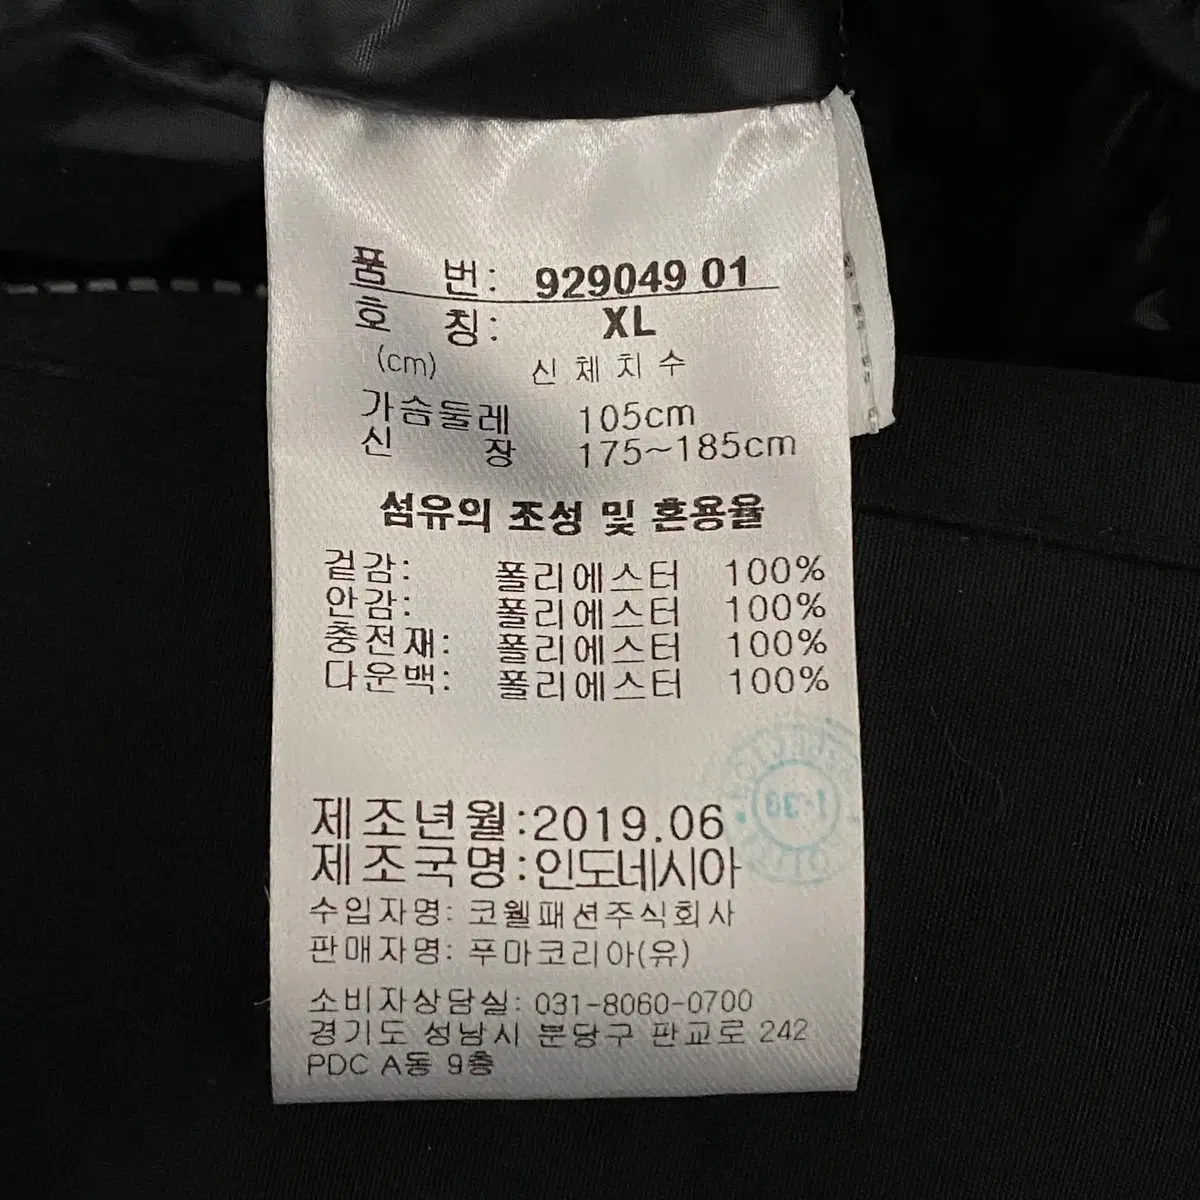 품 번: 929049 01
호 칭: XL
(cm) 신체치수
가슴둘레 105cm
신 장 175~185cm
섬유의 조성 및 혼용율
겉감: 폴리에스터 100%
안감: 폴리에스터 100%
충전재: 폴리에스터 100%
다운백: 폴리에스터 100%
제조년월:2019.06
제조국명:인도네시아
수입자명: 코웰패션주식회사
판매자명: 푸마코리아(유)
소비자상담실: 031-8060-0700
경기도 성남시 분당구 판교로 242
PDC A동 9층